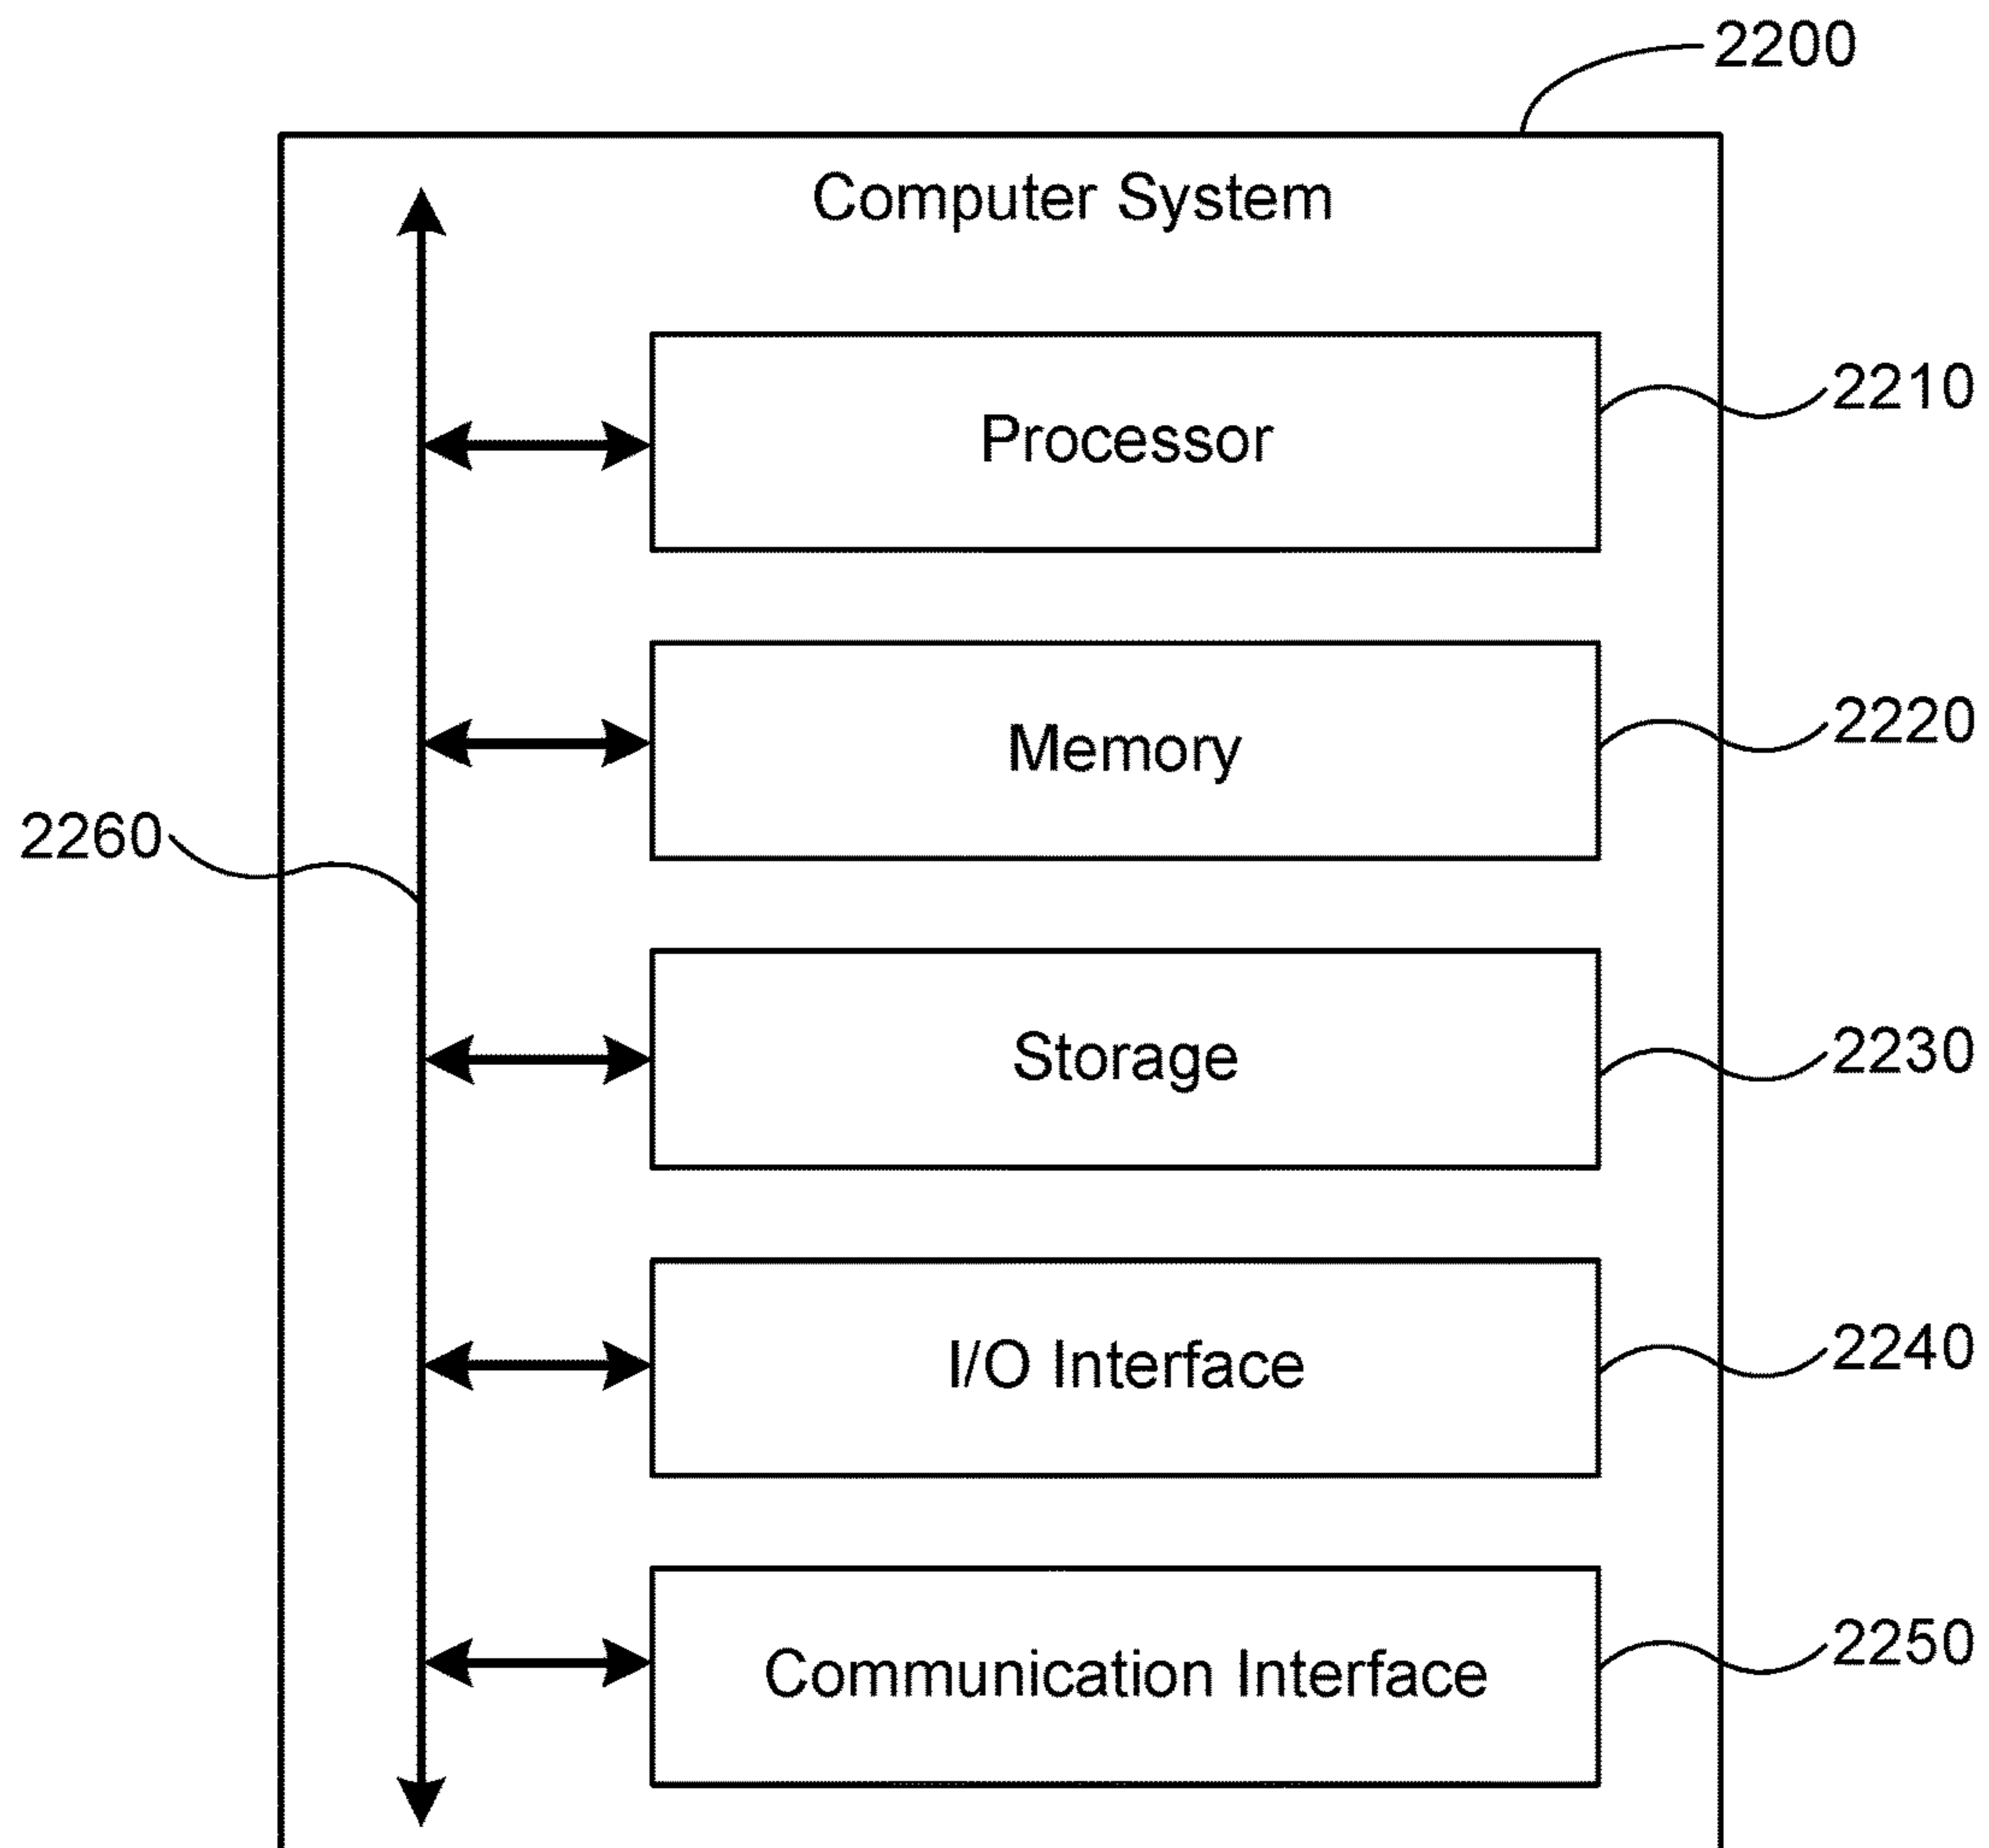 2200
Computer System
Processor
2210
Memory
2220
2260
Storage
2230
I/O Interface
2240
Communication Interface
2250